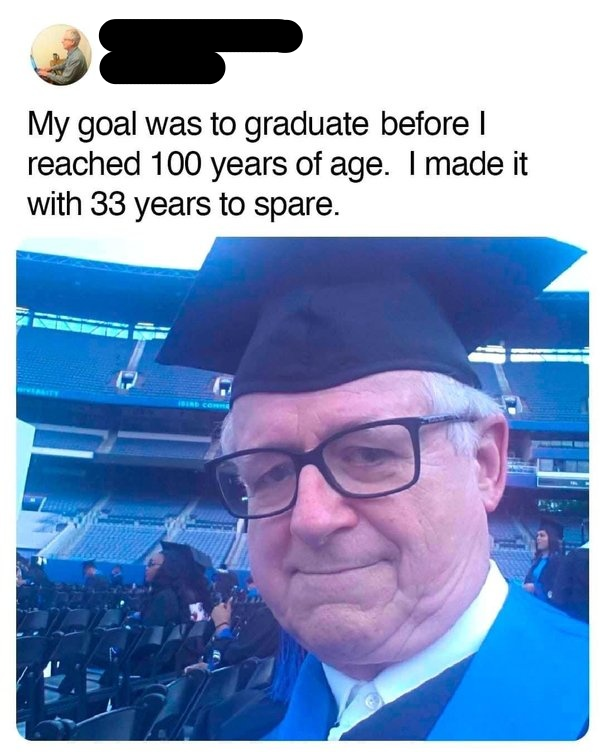 My goal was to graduate before I
reached 100 years of age. I made it
with 33 years to spare.